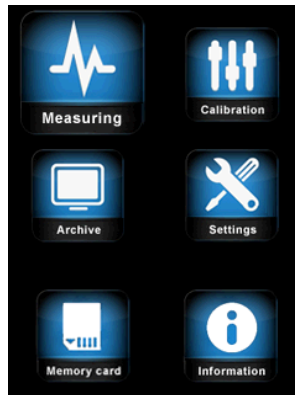 Measuring
Calibration
Archive
Settings
Memory card
Information